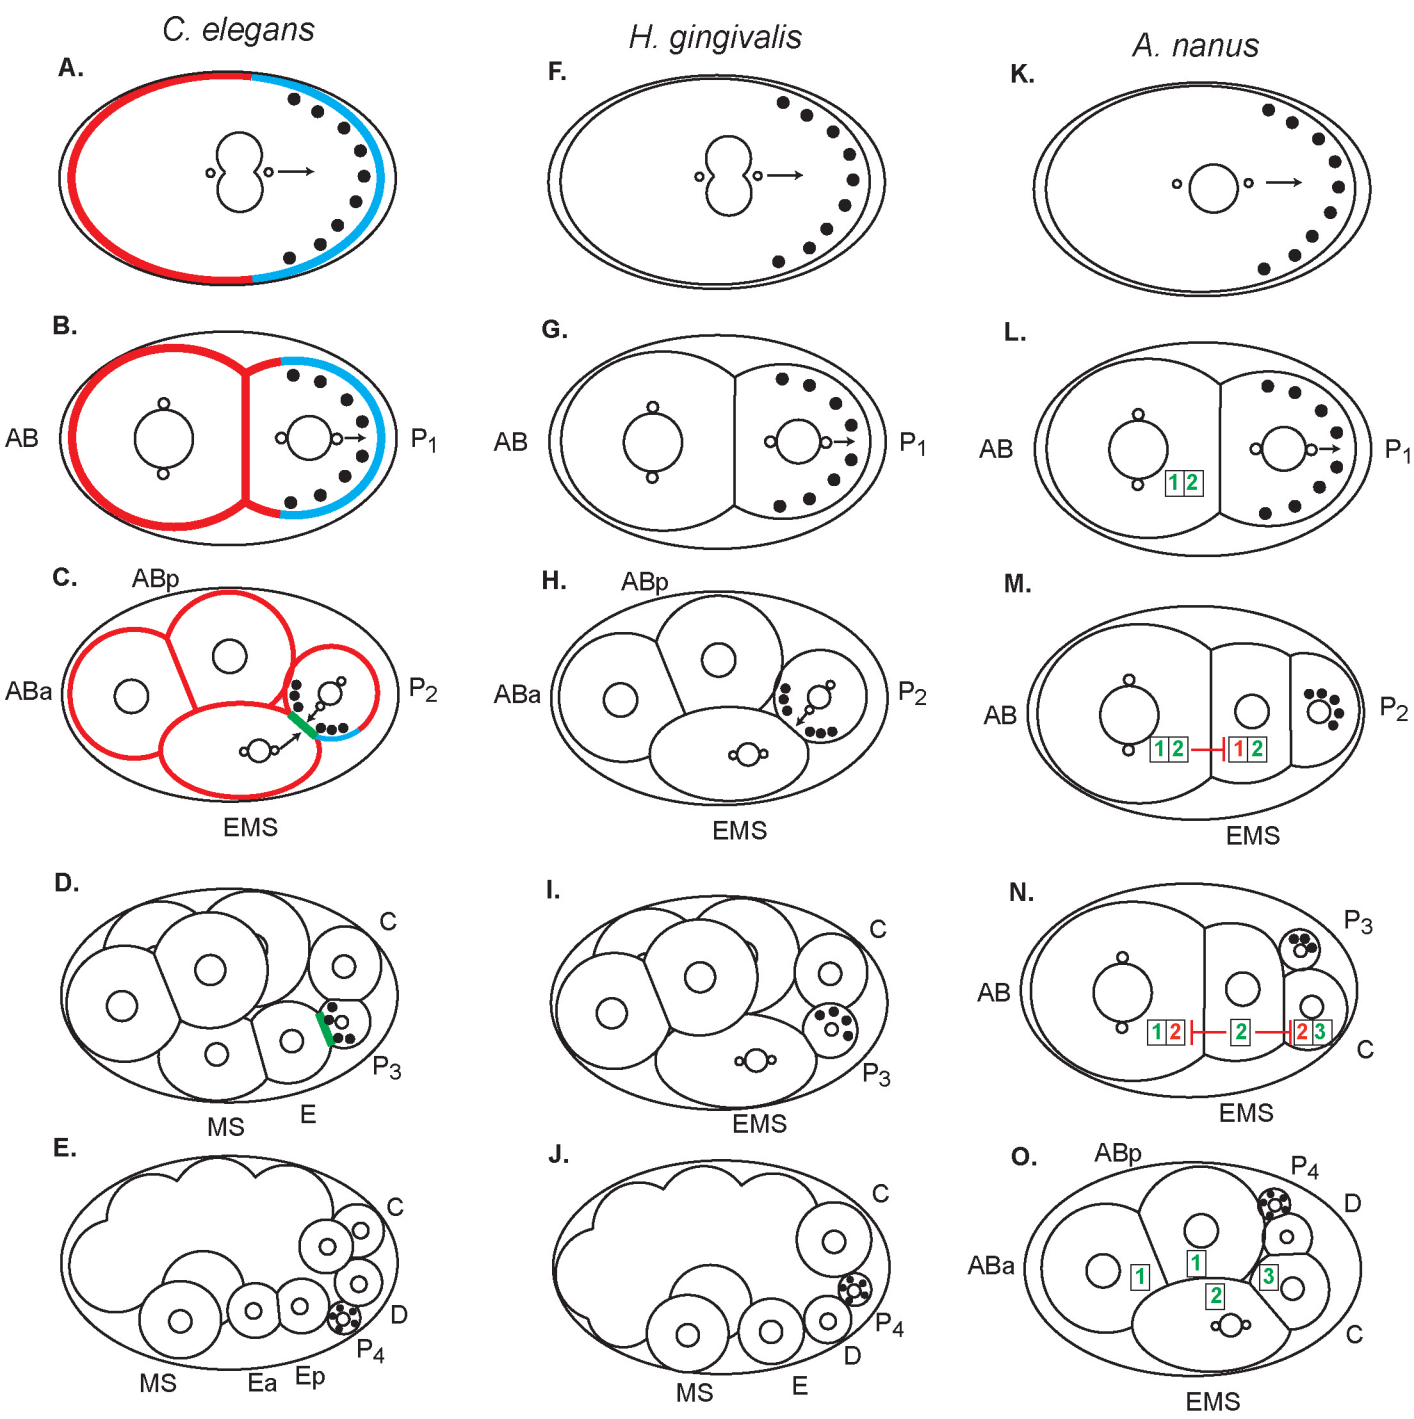 C. elegans
H. gingivalis
A. nanus
A.
F.
K.
B.
AB
P1
G.
AB
P1
L.
AB
1 2
P1
C.
ABp
ABa
P2
EMS
H.
ABp
ABa
P2
EMS
M.
AB
1 2
1 2
P2
EMS
D.
C
P3
E
MS
I.
C
P3
EMS
N.
P3
AB
1 2
2
2 3
C
EMS
E.
C
D
P4
Ep
Ea
MS
J.
C
P4
D
E
MS
O.
ABp
P4
D
ABa
1
1
3
2
C
EMS